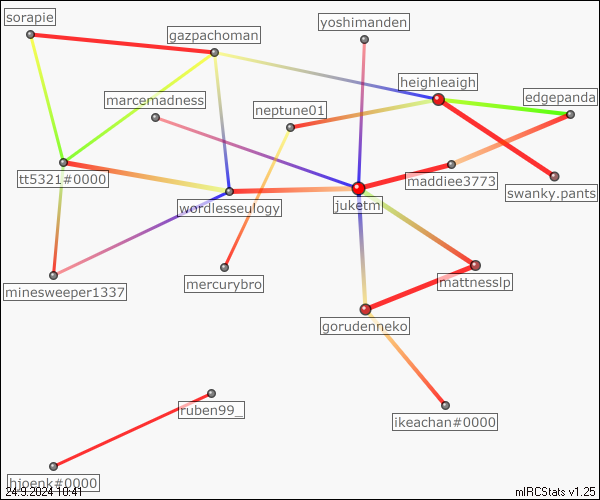 sorapie
yoshimanden
gazpachoman
heighleaigh
marcemadness
neptune01
edgepanda
tt5321#0000
maddiee3773
swanky.pants
wordlesseulogy
juketm
minesweeper1337
mercurybro
mattnesslp
gorudenneko
ruben99_
ikeachan#0000
hjoenk#0000
24.9.2024 10:41
mIRCStats v1.25